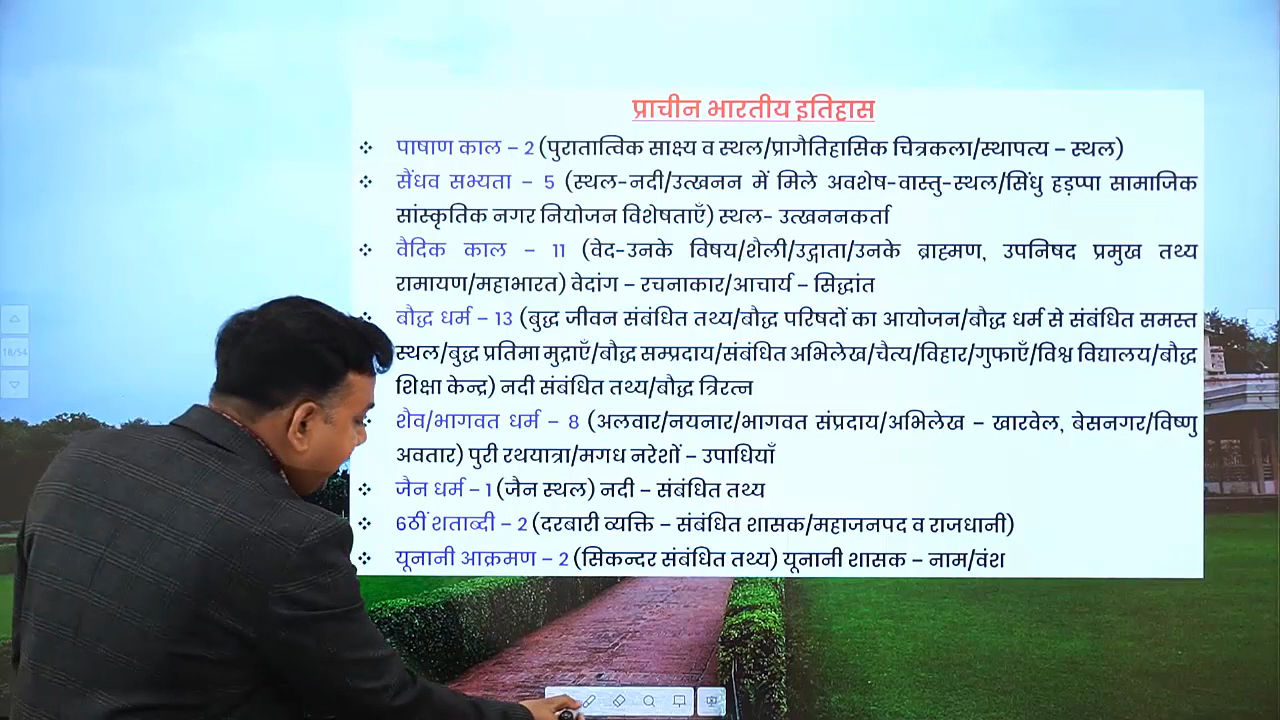 प्राचीन भारतीय इतिहास
❖ पाषाण काल – 2 (पुरातात्विक साक्ष्य व स्थल/प्रागैतिहासिक चित्रकला/स्थापत्य – स्थल)
❖ सैंधव सभ्यता – 5 (स्थल-नदी/उत्खनन में मिले अवशेष-वास्तु-स्थल/सिंधु हड़प्पा सामाजिक
सांस्कृतिक नगर नियोजन विशेषताएँ) स्थल- उत्खननकर्ता
❖ वैदिक काल – 11 (वेद-उनके विषय/शैली/उद्गाता/उनके ब्राह्मण, उपनिषद प्रमुख तथ्य
रामायण/महाभारत) वेदांग – रचनाकार/आचार्य – सिद्धांत
❖ बौद्ध धर्म – 13 (बुद्ध जीवन संबंधित तथ्य/बौद्ध परिषदों का आयोजन/बौद्ध धर्म से संबंधित समस्त
स्थल/बुद्ध प्रतिमा मुद्राएँ/बौद्ध सम्प्रदाय/संबंधित अभिलेख/चैत्य/विहार/गुफाएँ/विश्व विद्यालय/बौद्ध
शिक्षा केन्द्र) नदी संबंधित तथ्य/बौद्ध त्रिरत्न
❖ शैव/भागवत धर्म – 8 (अलवार/नयनार/भागवत संप्रदाय/अभिलेख – खारवेल, बेसनगर/विष्णु
अवतार) पुरी रथयात्रा/मगध नरेशों – उपाधियाँ
❖ जैन धर्म – 1 (जैन स्थल) नदी – संबंधित तथ्य
❖ 6ठीं शताब्दी – 2 (दरबारी व्यक्ति – संबंधित शासक/महाजनपद व राजधानी)
❖ यूनानी आक्रमण – 2 (सिकन्दर संबंधित तथ्य) यूनानी शासक – नाम/वंश
18/54